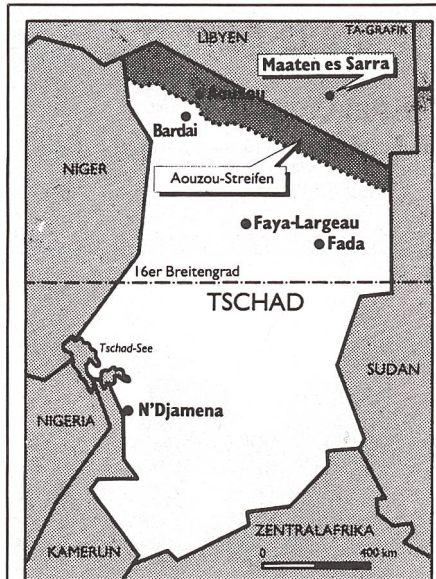 LIBYEN
TA-GRAFIK
Maaten es Sarra
Aouzou
Bardai
NIGER
Aouzou-Streifen
Faya-Largeau
Fada
16er Breitengrad
TSCHAD
Tschad-See
SUDAN
N'Djamena
NIGERIA
ZENTRALAFRIKA
KAMERUN
0 400 km